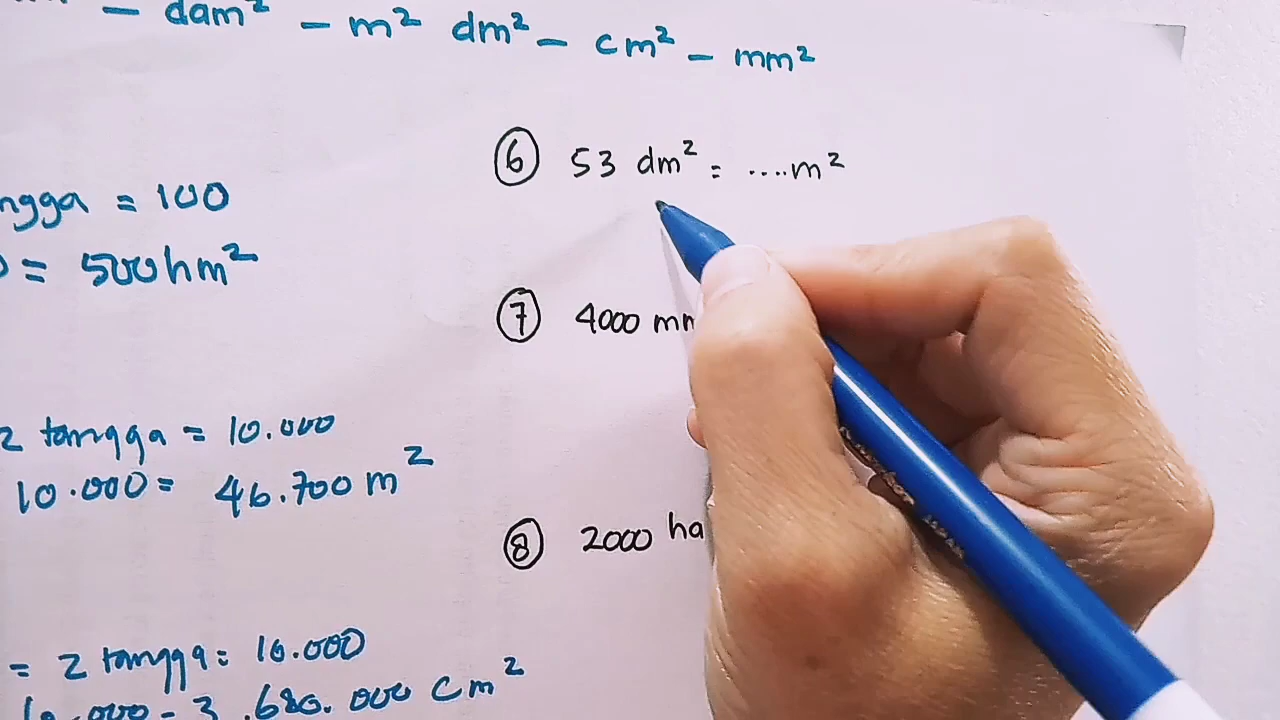 – dam² – m² dm² – cm² – mm²
ngga = 100
= 500 hm²
2 tangga = 10.000
10.000 = 46.700 m²
= 2 tangga = 10.000
– 3.680.000 cm²
⑥ 53 dm² = ....m²
⑦ 4000
⑧ 2000 ha